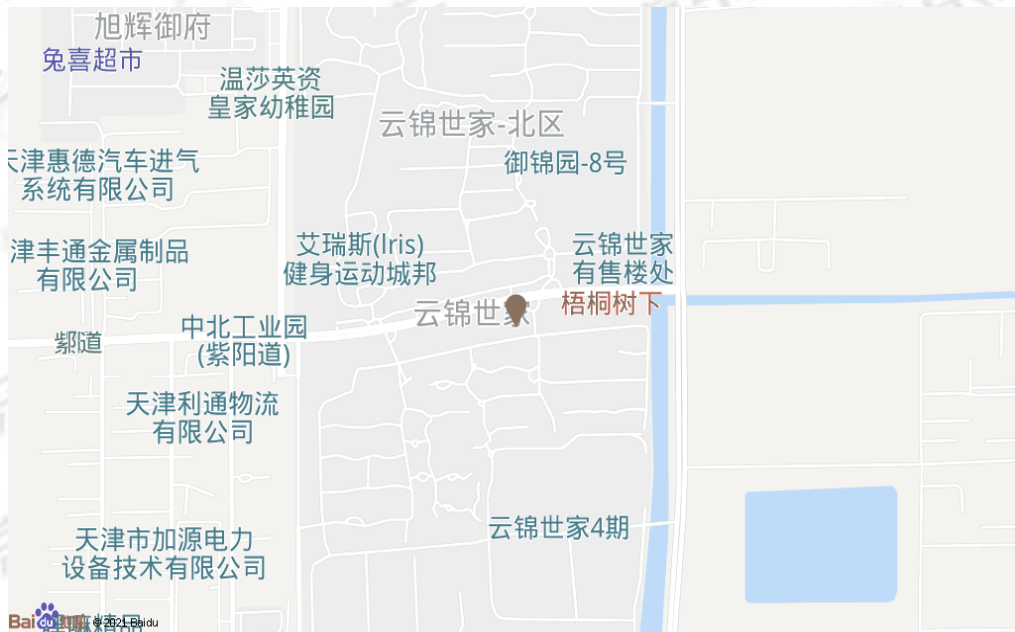 旭辉御府
兔喜超市
温莎英资
皇家幼稚园
云锦世家-北区
御锦园-8号
天津惠德汽车进气
系统有限公司
津丰通金属制品
有限公司
艾瑞斯(Iris)
健身运动城邦
云锦世家
有售楼处
梧桐树下
云锦世家
中北工业园
(紫阳道)
天津利通物流
有限公司
云锦世家4期
天津市加源电力
设备技术有限公司
Bai du
© 2021 Baidu